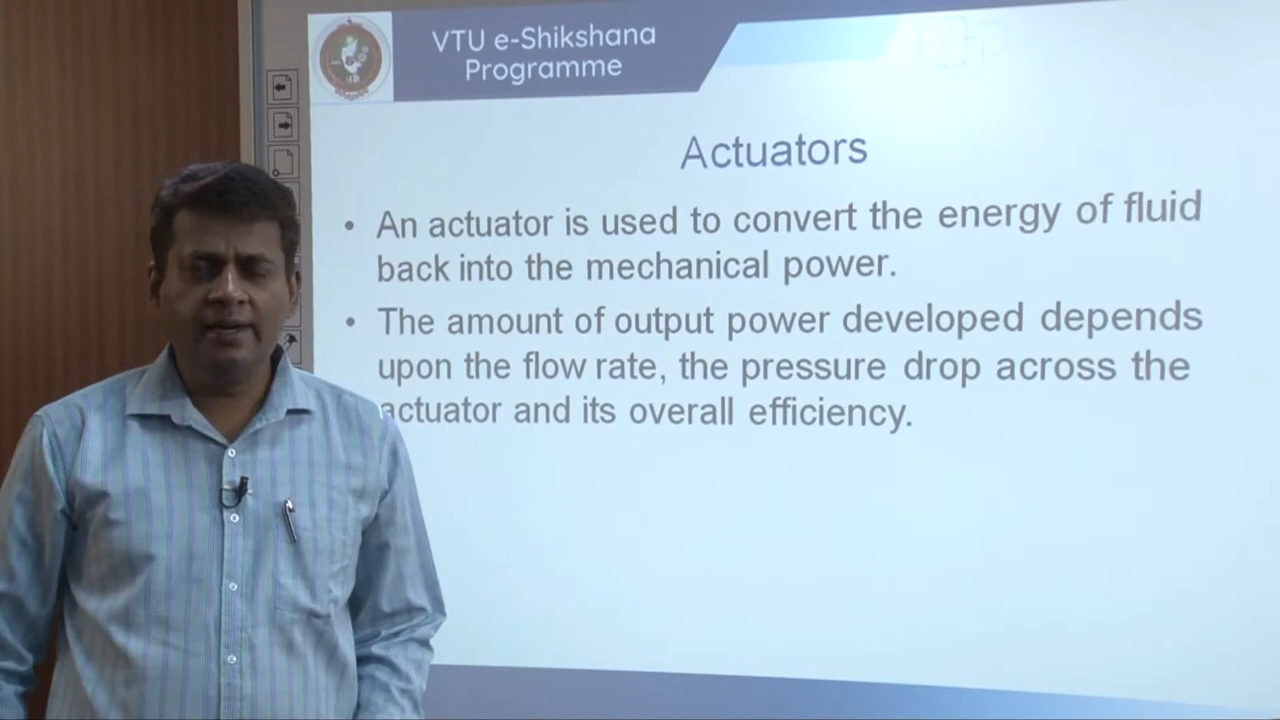 VTU e-Shikshana
Programme
Actuators
• An actuator is used to convert the energy of fluid
back into the mechanical power.
• The amount of output power developed depends
upon the flow rate, the pressure drop across the
actuator and its overall efficiency.